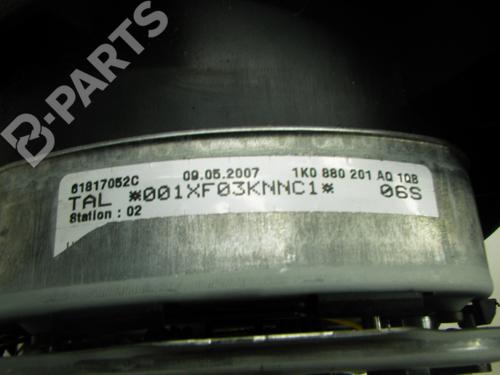 B-PARTS
61817052C 09.05.2007 1K0 880 201 AQ 1QB
TAL *001XF03KNNC1* 06S
Station : 02